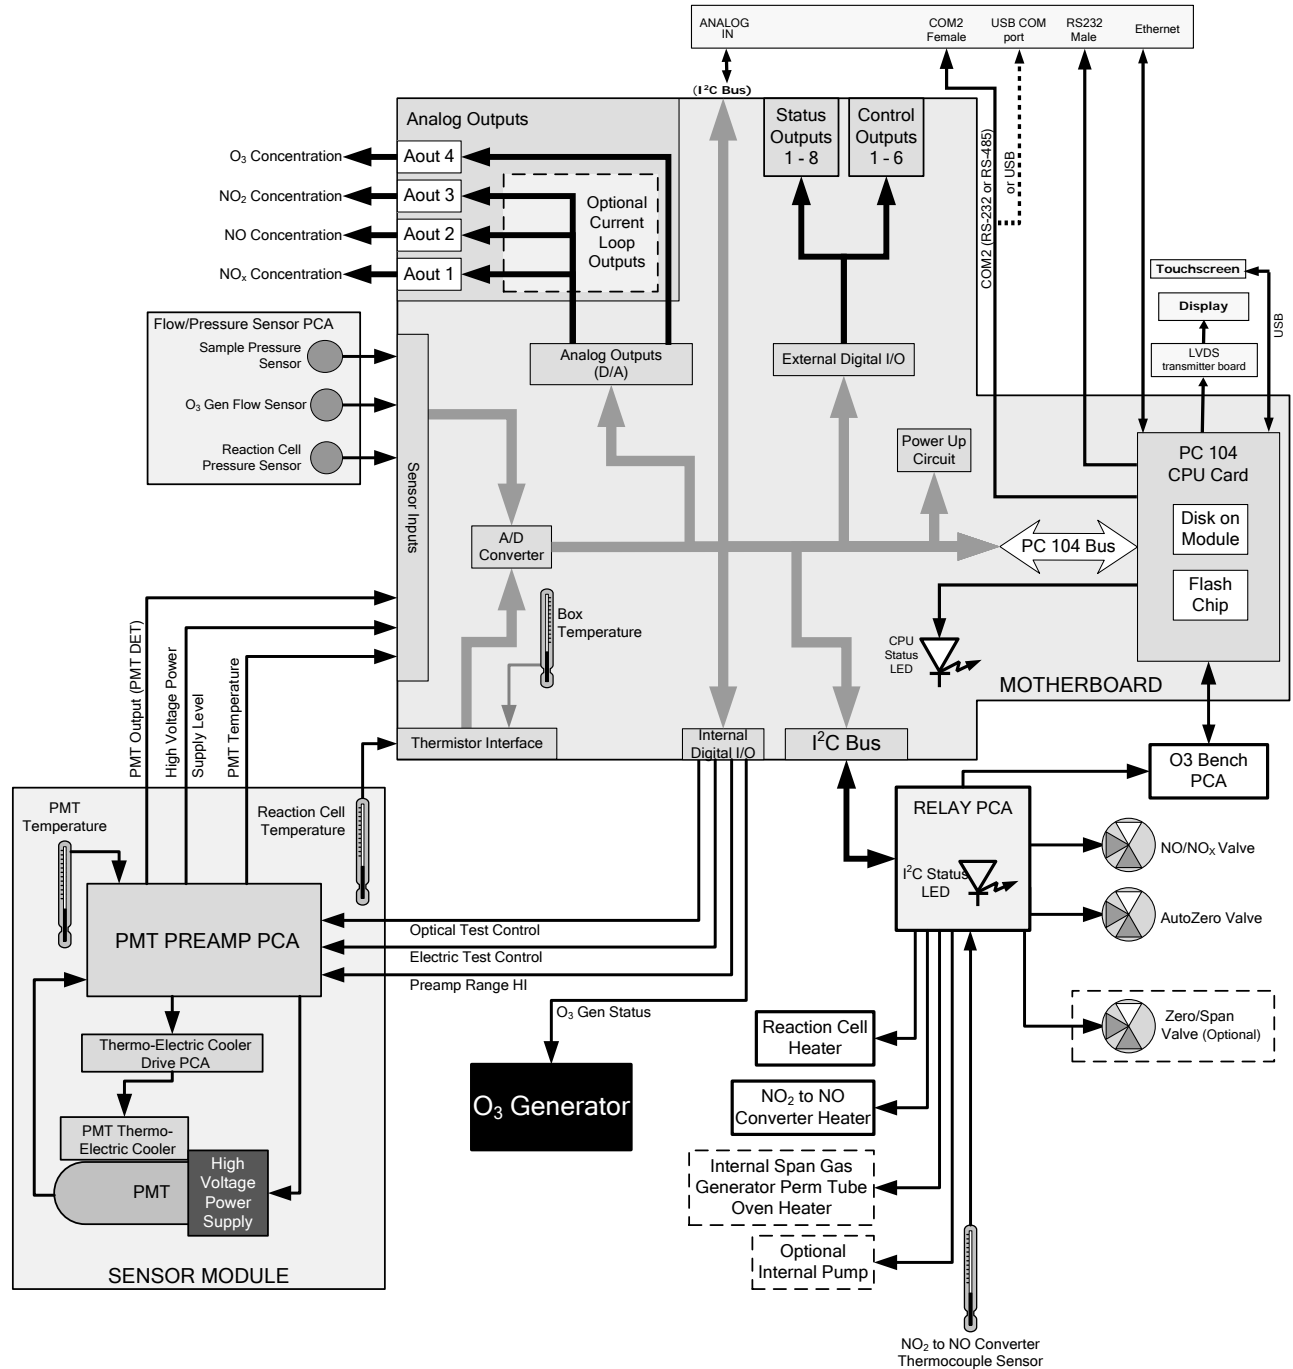 ANALOG
IN
COM2
Female
USB COM
port
RS232
Male
Ethernet
(I²C Bus)
Analog Outputs
Aout 4
Aout 3
Aout 2
Aout 1
O₃ Concentration
NO₂ Concentration
NO Concentration
NOₓ Concentration
Optional
Current
Loop
Outputs
Status
Outputs
1 - 8
Control
Outputs
1 - 6
COM2 (RS-232 or RS-485)
or USB
Touchscreen
Display
LVDS
transmitter board
USB
Flow/Pressure Sensor PCA
Sample Pressure
Sensor
O₃ Gen Flow Sensor
Reaction Cell
Pressure Sensor
Sensor Inputs
Analog Outputs
(D/A)
External Digital I/O
Power Up
Circuit
PC 104
CPU Card
Disk on
Module
Flash
Chip
A/D
Converter
PC 104 Bus
Box
Temperature
CPU
Status
LED
MOTHERBOARD
PMT Output (PMT DET)
High Voltage Power
Supply Level
PMT Temperature
Thermistor Interface
Internal
Digital I/O
I²C Bus
O3 Bench
PCA
RELAY PCA
I²C Status
LED
NO/NOₓ Valve
AutoZero Valve
Zero/Span
Valve (Optional)
PMT
Temperature
Reaction Cell
Temperature
PMT PREAMP PCA
Optical Test Control
Electric Test Control
Preamp Range HI
O₃ Gen Status
Thermo-Electric Cooler
Drive PCA
PMT Thermo-
Electric Cooler
PMT
High
Voltage
Power
Supply
SENSOR MODULE
O₃ Generator
Reaction Cell
Heater
NO₂ to NO
Converter Heater
Internal Span Gas
Generator Perm Tube
Oven Heater
Optional
Internal Pump
NO₂ to NO Converter
Thermocouple Sensor